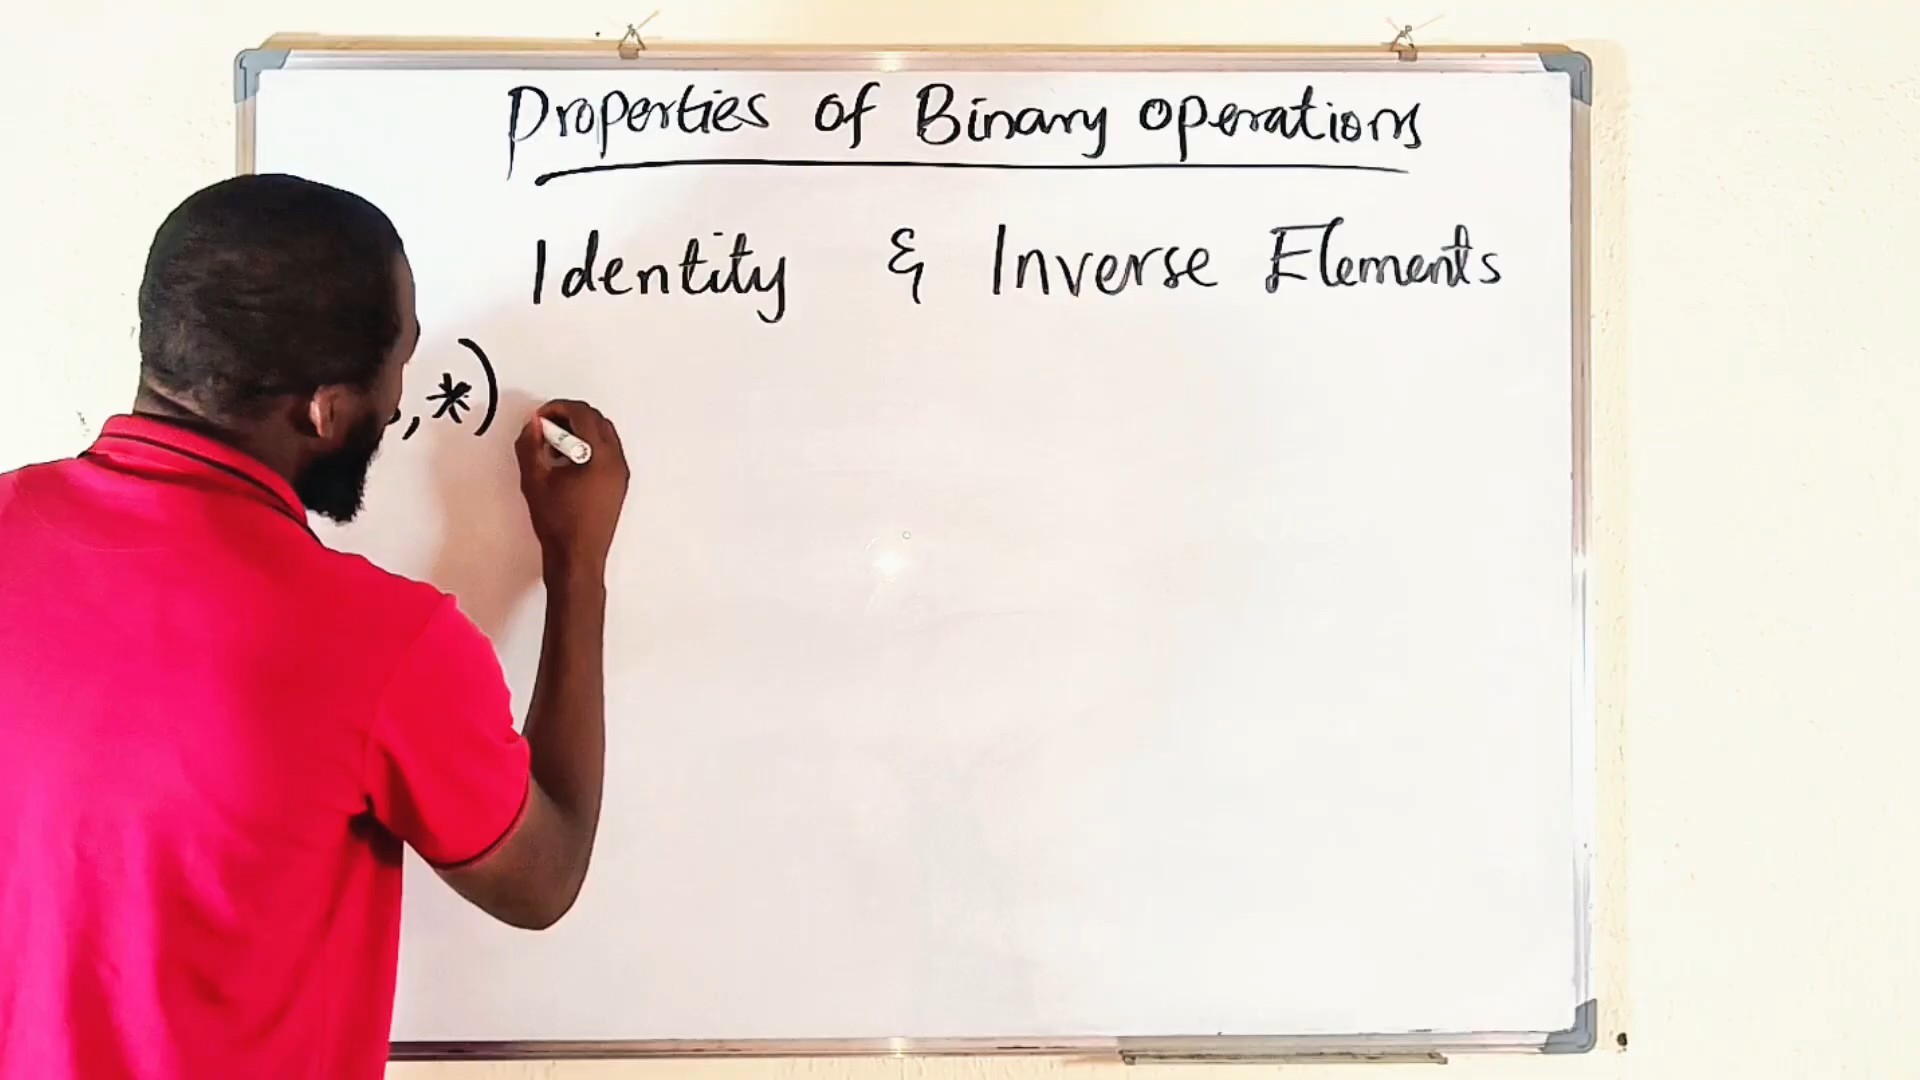 Properties of Binary operations
Identity & Inverse Elements
,*)